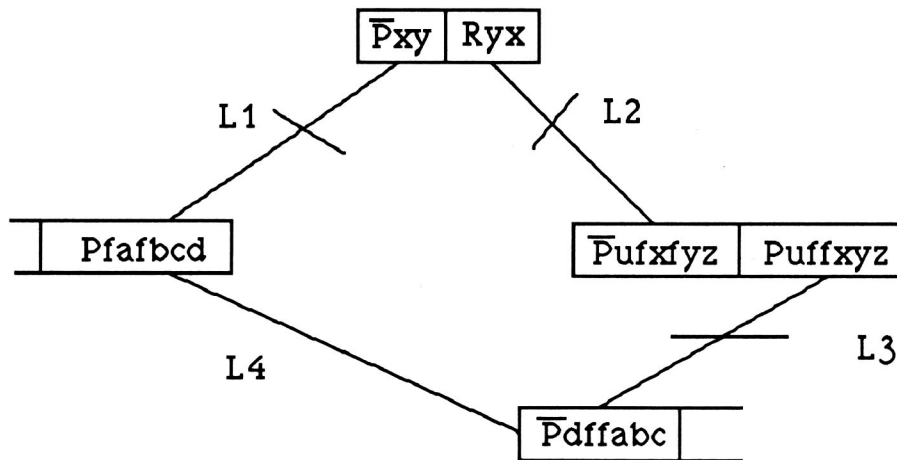 P̅xy Ryx
L1
L2
Pfafbcd
P̅ufxfyz Puffxyz
L4
L3
P̅dffabc